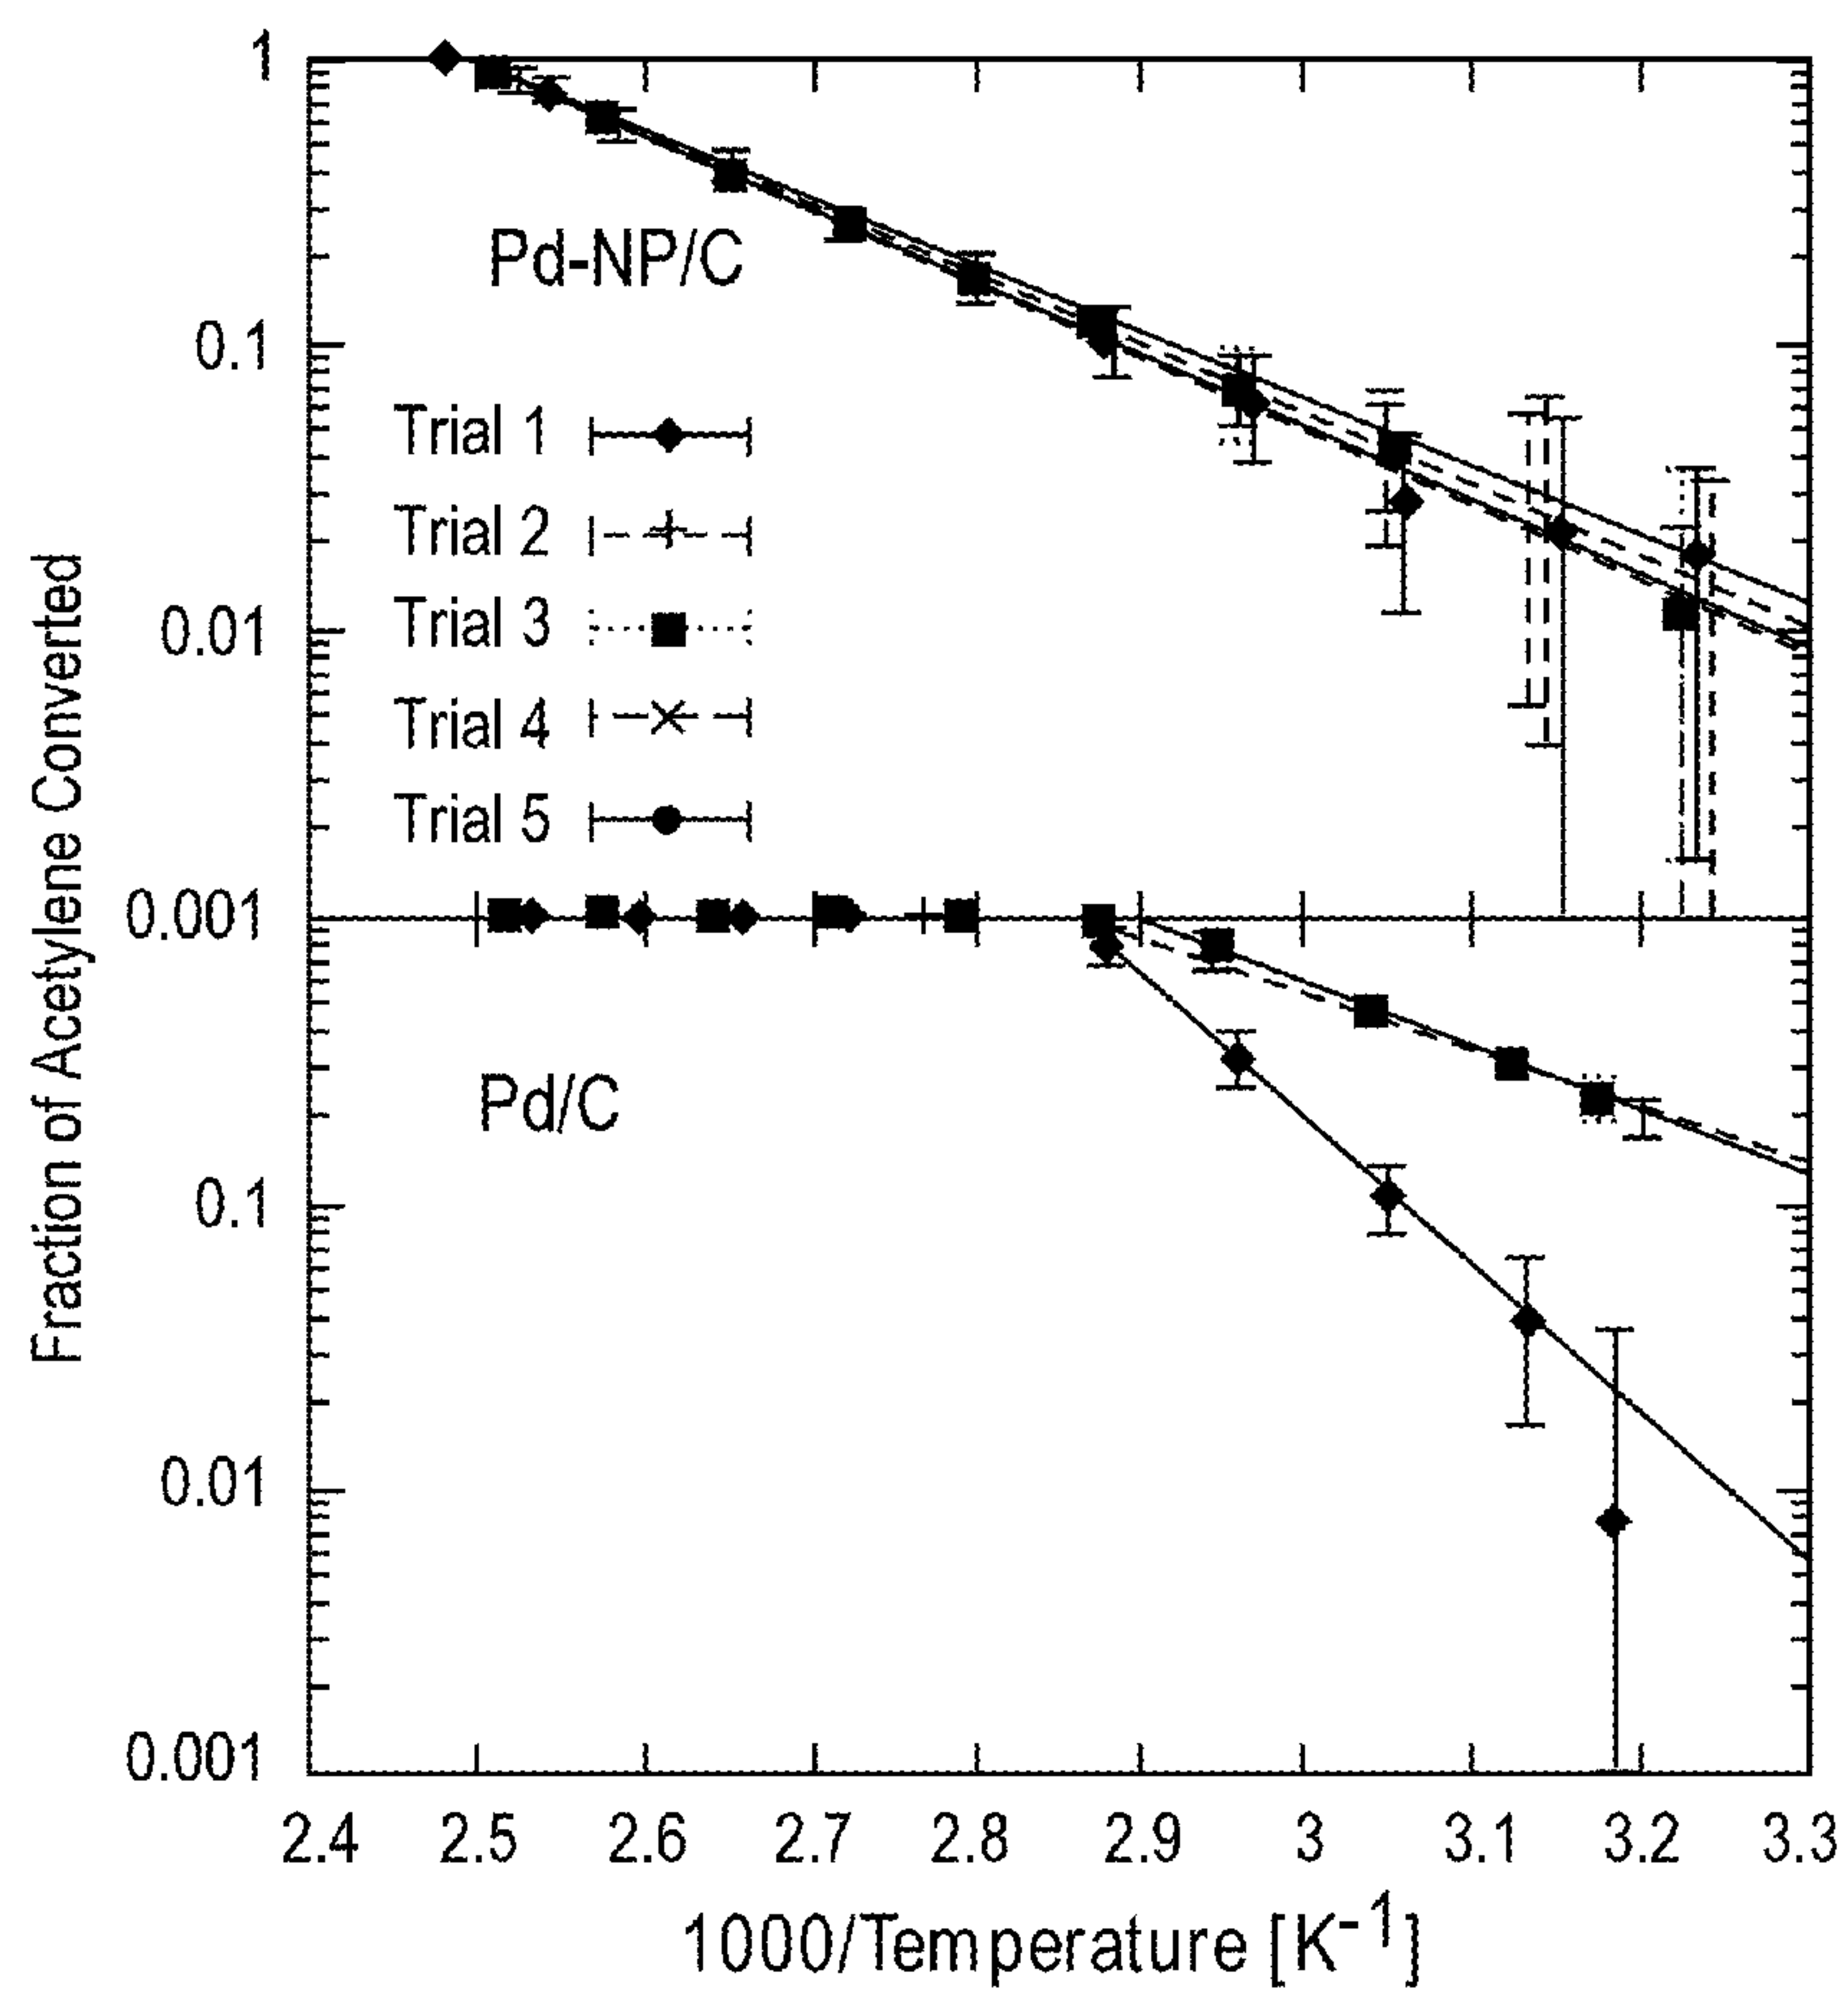 Fraction of Acetylene Converted
1
Pd-NP/C
0.1
Trial 1
Trial 2
Trial 3
0.01
Trial 4
Trial 5
0.001
Pd/C
0.1
0.01
0.001
2.4 2.5 2.6 2.7 2.8 2.9 3 3.1 3.2 3.3
1000/Temperature [K⁻¹]